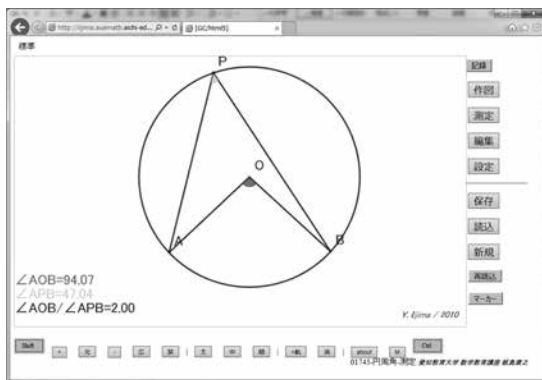 http://iijima.auemath.aichi-ed...
[GC/html5]
標準
記録
P
作図
測定
編集
O
設定
保存
A
B
読込
新規
∠AOB=94.07
∠APB=47.04
∠AOB/∠APB=2.00
再読込
マーカー
Y. Iijima / 2010
Shift
大
中
about
Ctrl
01743-円周角-測定 愛知教育大学 数学教育講座 飯島康之